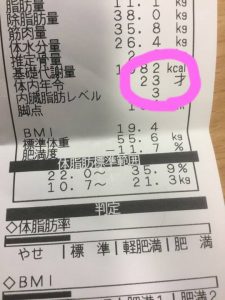 脂肪量 11.1 kg
除脂肪量 38.0 kg
筋肉量 35.8 kg
体水分量 26.4 kg
推定骨量
基礎代謝量 1082 kcal
体内年令 23 才
内臓脂肪レベル 3
脚点
BMI 19.4
標準体重 55.6 kg
肥満度 -11.7 %
体脂肪標準範囲
22.0～ 35.9%
10.7～ 21.3kg
判定
◇体脂肪率
やせ | 標 準 | 軽肥満 | 肥 満
◇BMI